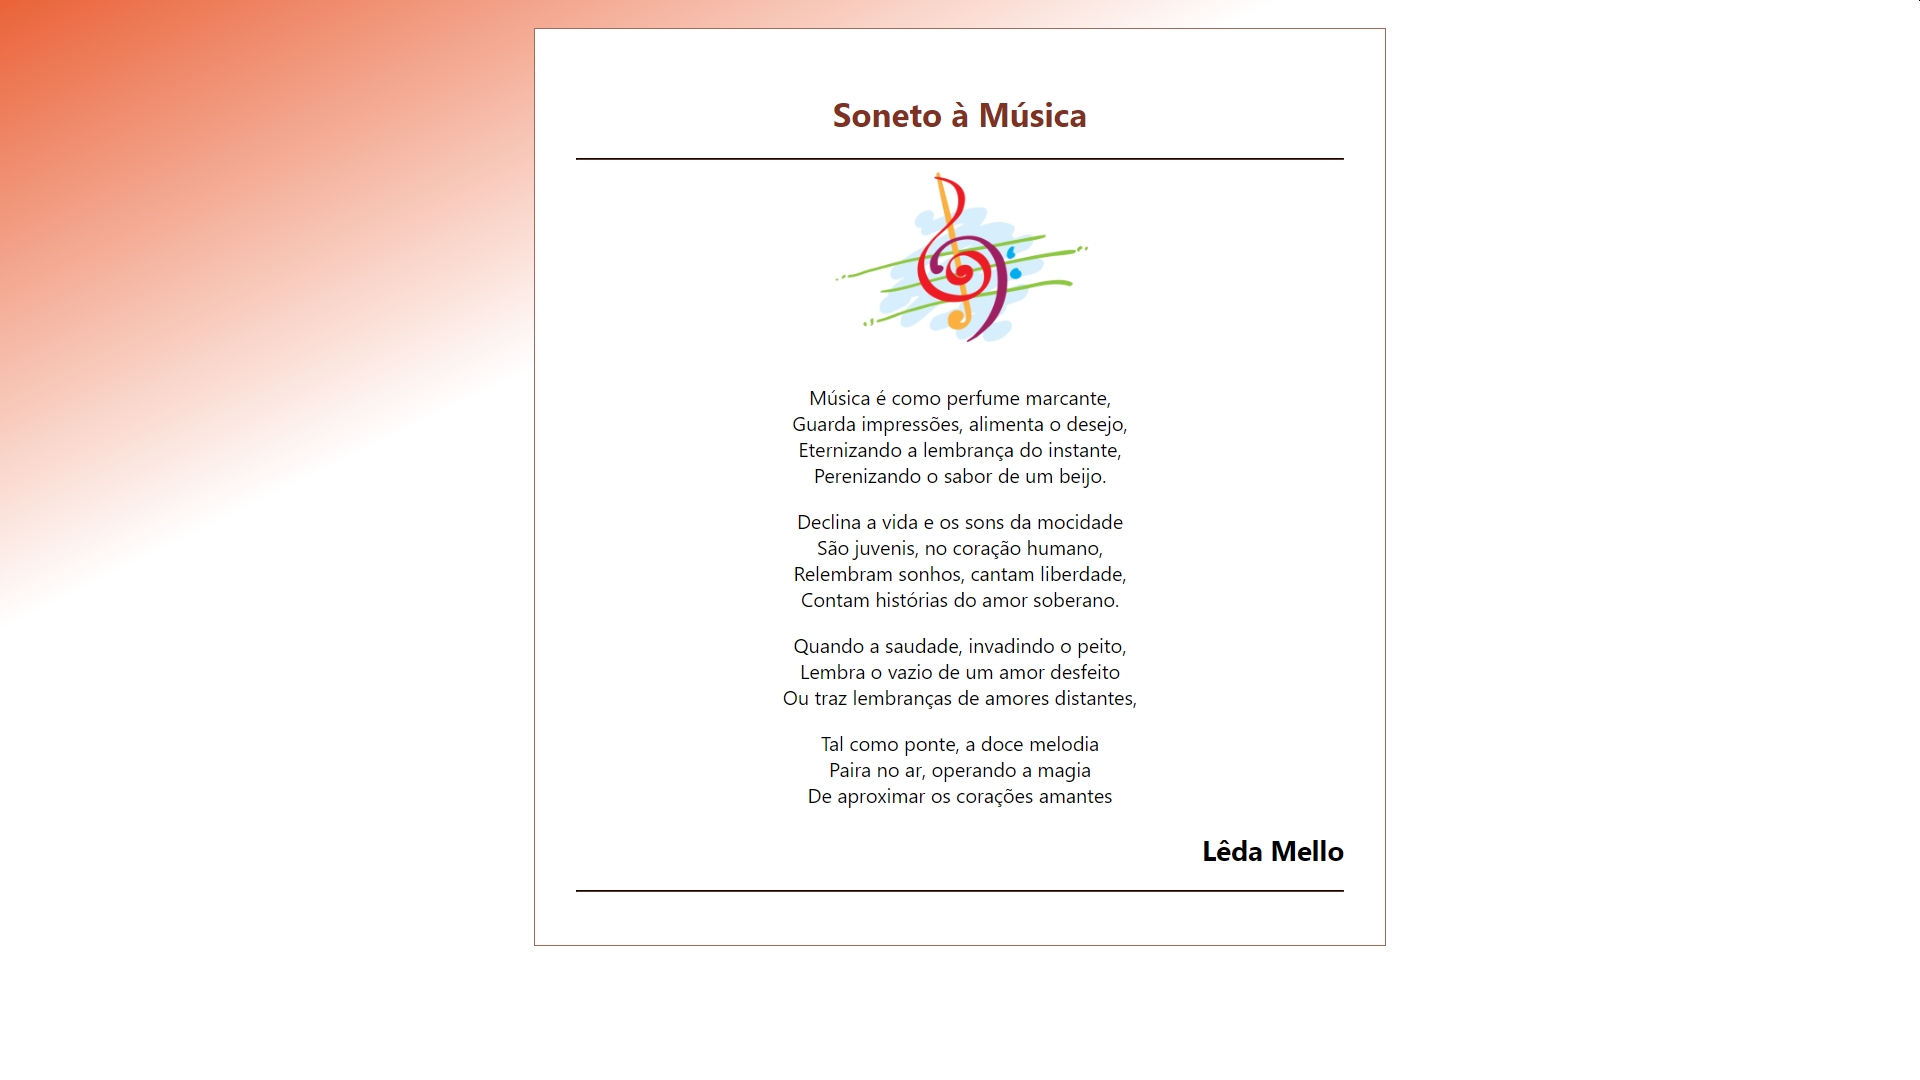 Soneto à Música
Música é como perfume marcante,
Guarda impressões, alimenta o desejo,
Eternizando a lembrança do instante,
Perenizando o sabor de um beijo.
Declina a vida e os sons da mocidade
São juvenis, no coração humano,
Relembram sonhos, cantam liberdade,
Contam histórias do amor soberano.
Quando a saudade, invadindo o peito,
Lembra o vazio de um amor desfeito
Ou traz lembranças de amores distantes,
Tal como ponte, a doce melodia
Paira no ar, operando a magia
De aproximar os corações amantes
Lêda Mello